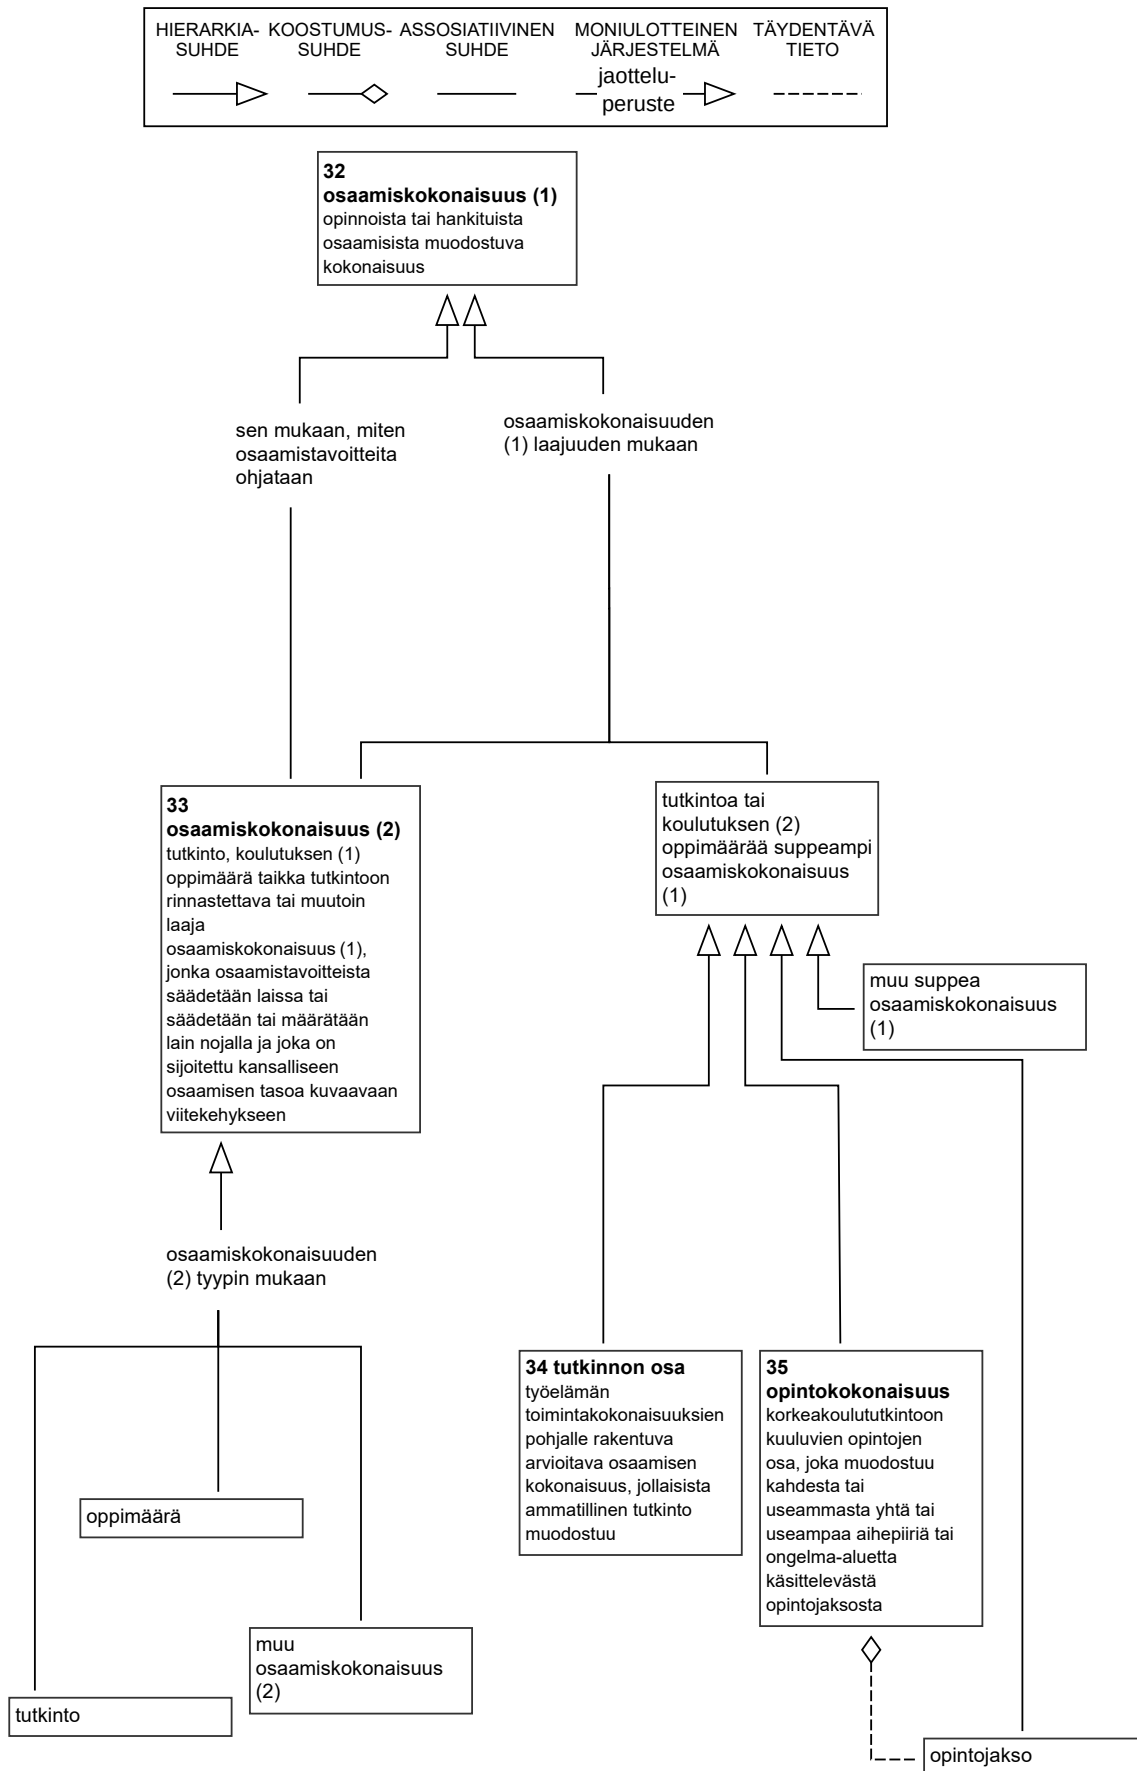 HIERARKIA-
SUHDE
KOOSTUMUS-
SUHDE
ASSOSIATIIVINEN
SUHDE
MONIULOTTEINEN
JÄRJESTELMÄ
jaottelu-
peruste
TÄYDENTÄVÄ
TIETO
32
osaamiskokonaisuus (1)
opinnoista tai hankituista
osaamisista muodostuva
kokonaisuus
sen mukaan, miten
osaamistavoitteita
ohjataan
osaamiskokonaisuuden
(1) laajuuden mukaan
33
osaamiskokonaisuus (2)
tutkinto, koulutuksen (1)
oppimäärä taikka tutkintoon
rinnastettava tai muutoin
laaja
osaamiskokonaisuus (1),
jonka osaamistavoitteista
säädetään laissa tai
säädetään tai määrätään
lain nojalla ja joka on
sijoitettu kansalliseen
osaamisen tasoa kuvaavaan
viitekehykseen
tutkintoa tai
koulutuksen (2)
oppimäärää suppeampi
osaamiskokonaisuus
(1)
muu suppea
osaamiskokonaisuus
(1)
osaamiskokonaisuuden
(2) tyypin mukaan
34 tutkinnon osa
työelämän
toimintakokonaisuuksien
pohjalle rakentuva
arvioitava osaamisen
kokonaisuus, jollaisista
ammatillinen tutkinto
muodostuu
35
opintokokonaisuus
korkeakoulututkintoon
kuuluvien opintojen
osa, joka muodostuu
kahdesta tai
useammasta yhtä tai
useampaa aihepiiriä tai
ongelma-aluetta
käsittelevästä
opintojaksosta
oppimäärä
muu
osaamiskokonaisuus
(2)
tutkinto
opintojakso